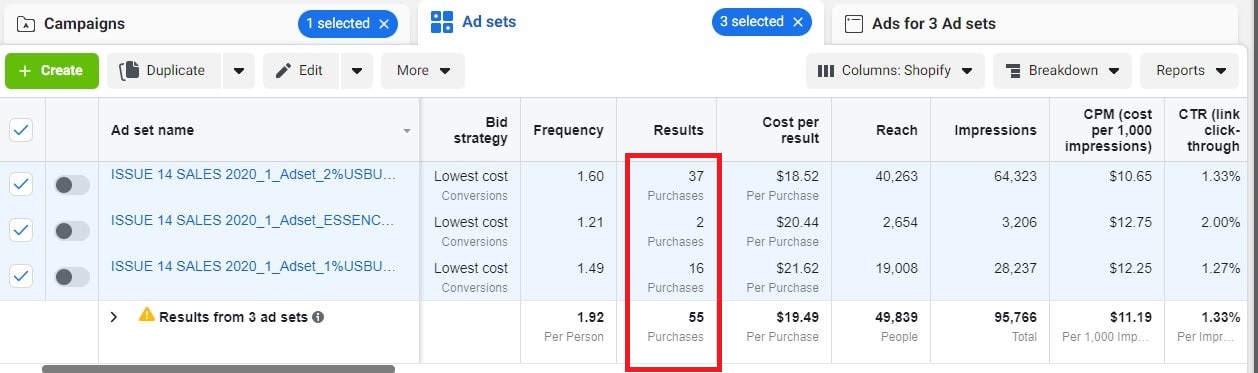 Campaigns
1 selected ×
Ad sets
3 selected ×
Ads for 3 Ad sets
+ Create
Duplicate
Edit
More
Columns: Shopify
Breakdown
Reports
Ad set name
Bid
strategy
Frequency
Results
Cost per
result
Reach
Impressions
CPM (cost
per 1,000
impressions)
CTR (link
click-
through
ISSUE 14 SALES 2020_1_Adset_2%USBU...
Lowest cost
Conversions
1.60
37
Purchases
$18.52
Per Purchase
40,263
64,323
$10.65
1.33%
ISSUE 14 SALES 2020_1_Adset_ESSENC...
Lowest cost
Conversions
1.21
2
Purchases
$20.44
Per Purchase
2,654
3,206
$12.75
2.00%
ISSUE 14 SALES 2020_1_Adset_1%USBU...
Lowest cost
Conversions
1.49
16
Purchases
$21.62
Per Purchase
19,008
28,237
$12.25
1.27%
Results from 3 ad sets
1.92
Per Person
55
Purchases
$19.49
Per Purchase
49,839
People
95,766
Total
$11.19
Per 1,000 Imp...
1.33%
Per Impr...